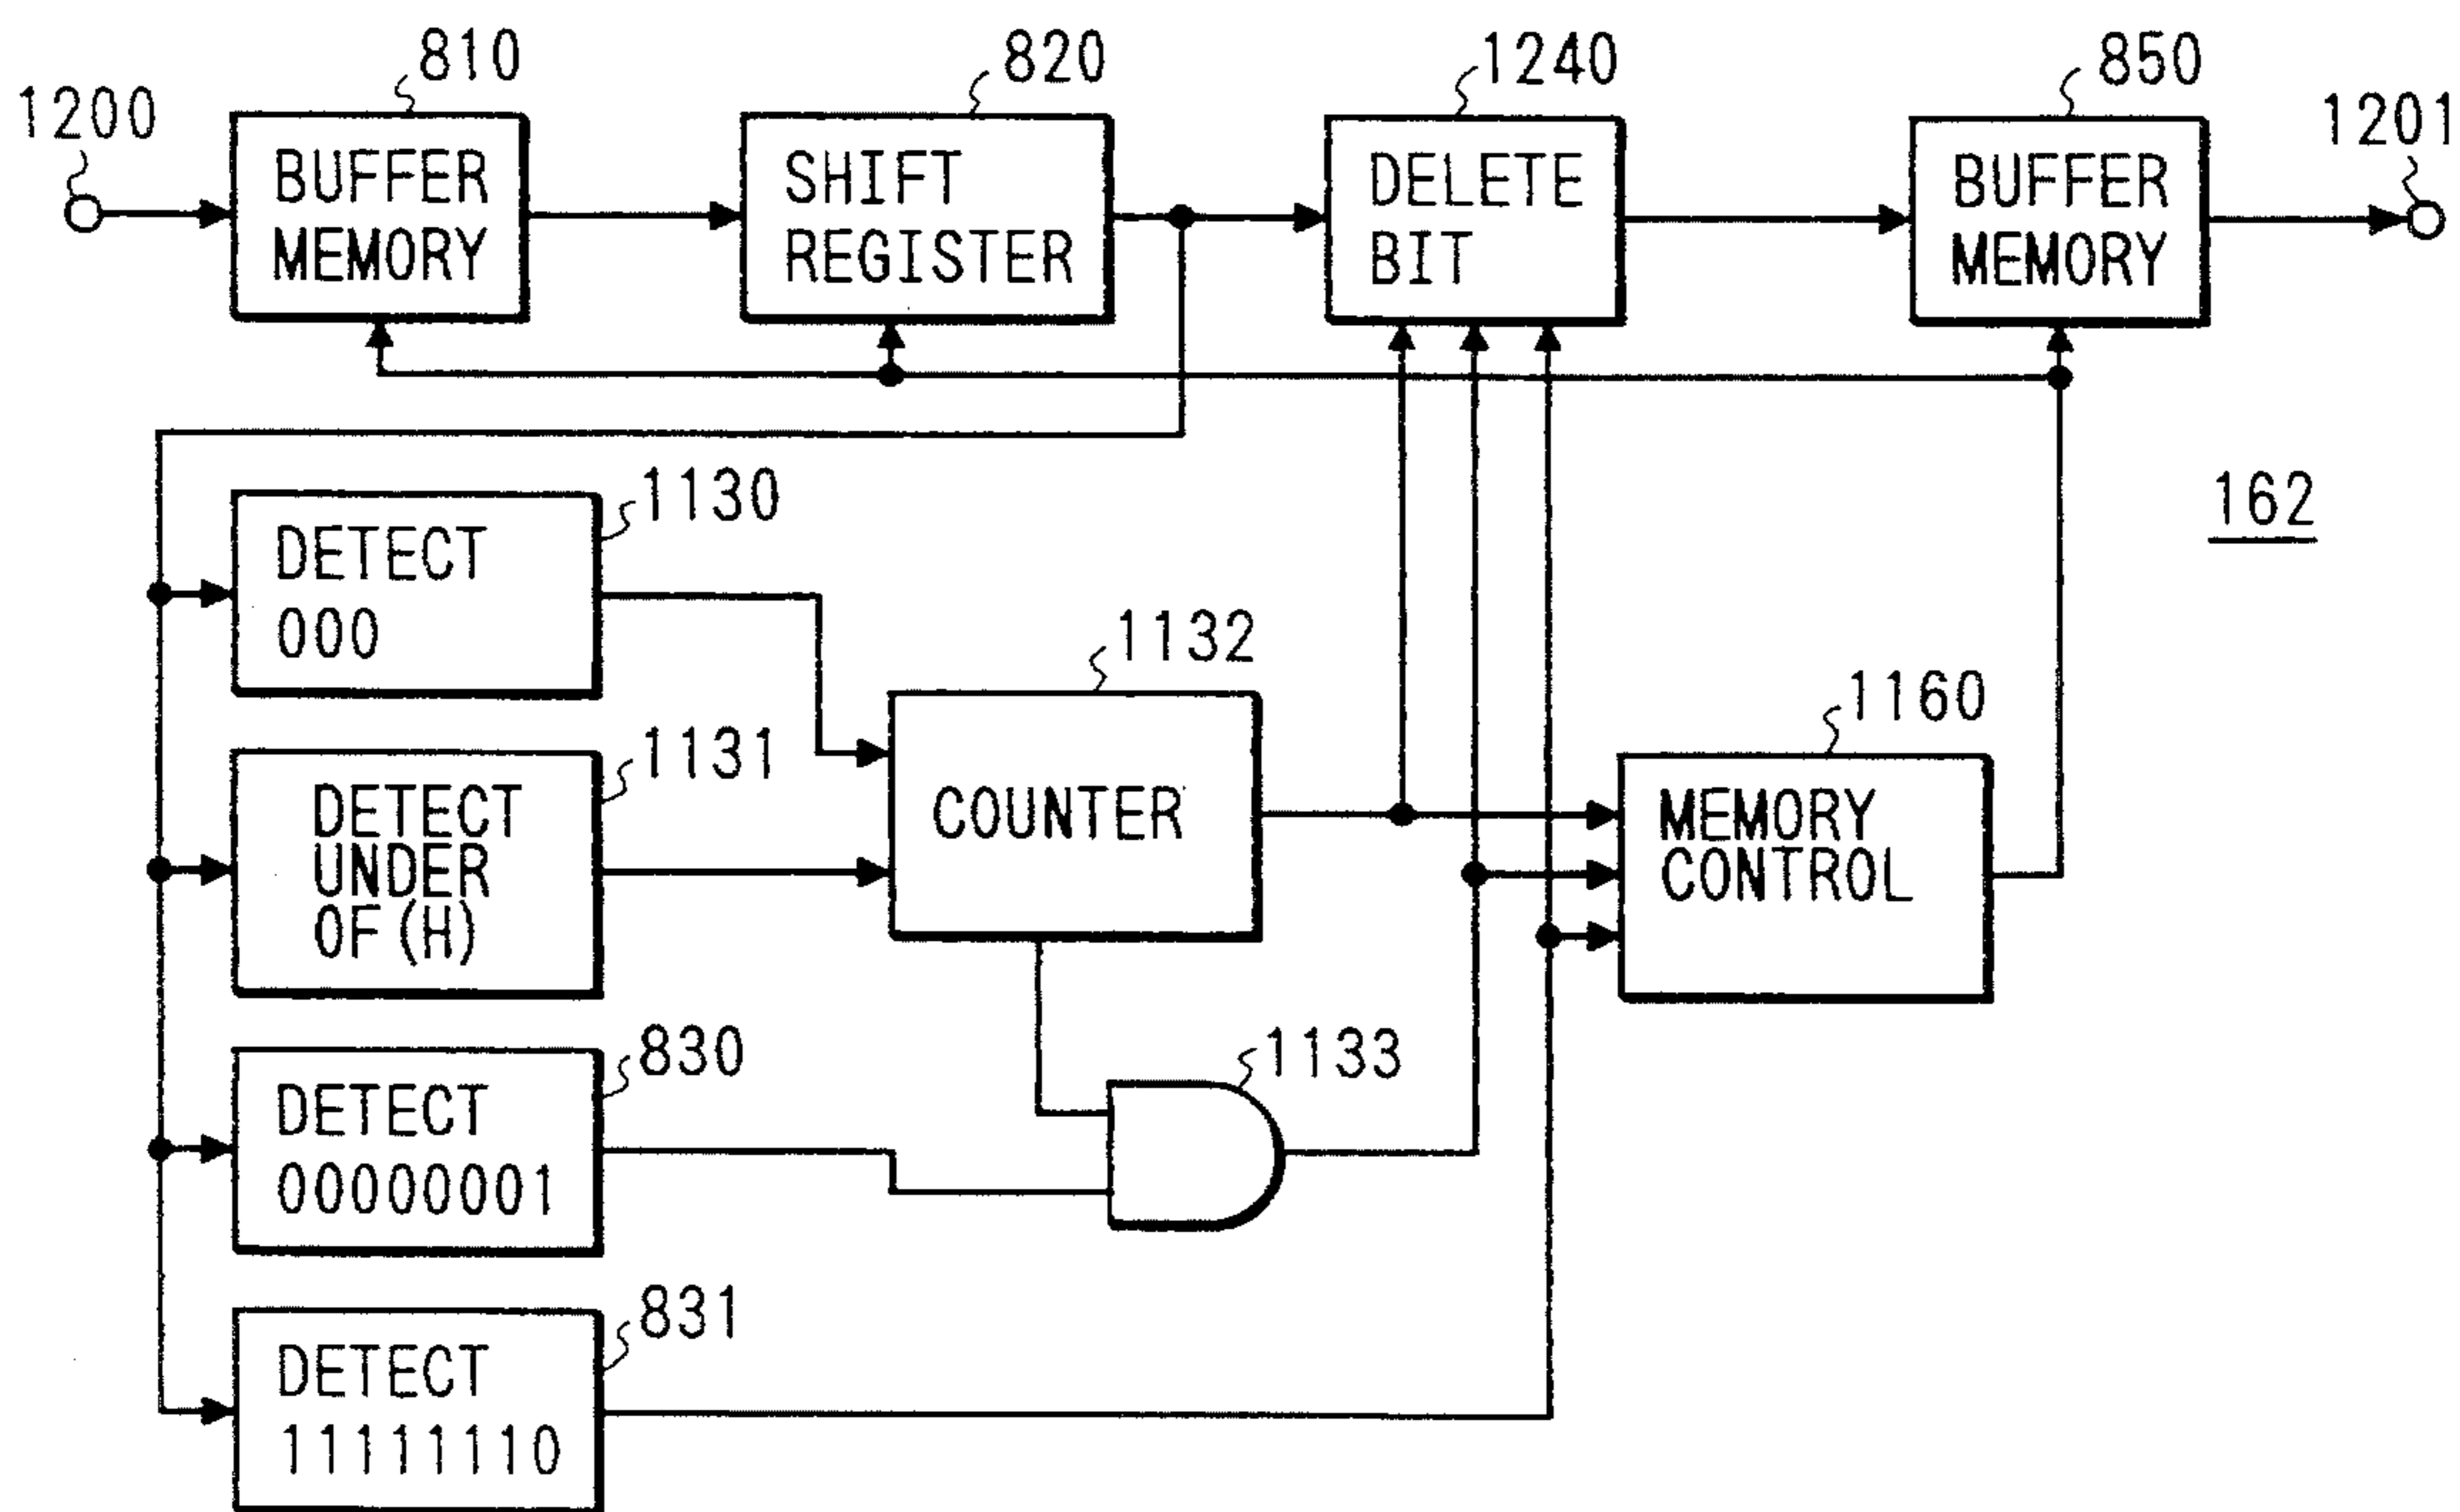 810
820
1240
850
1200
1201
BUFFER
MEMORY
SHIFT
REGISTER
DELETE
BIT
BUFFER
MEMORY
162
1130
DETECT
000
1132
1160
1131
DETECT
UNDER
OF(H)
COUNTER
MEMORY
CONTROL
830
DETECT
00000001
1133
831
DETECT
11111110